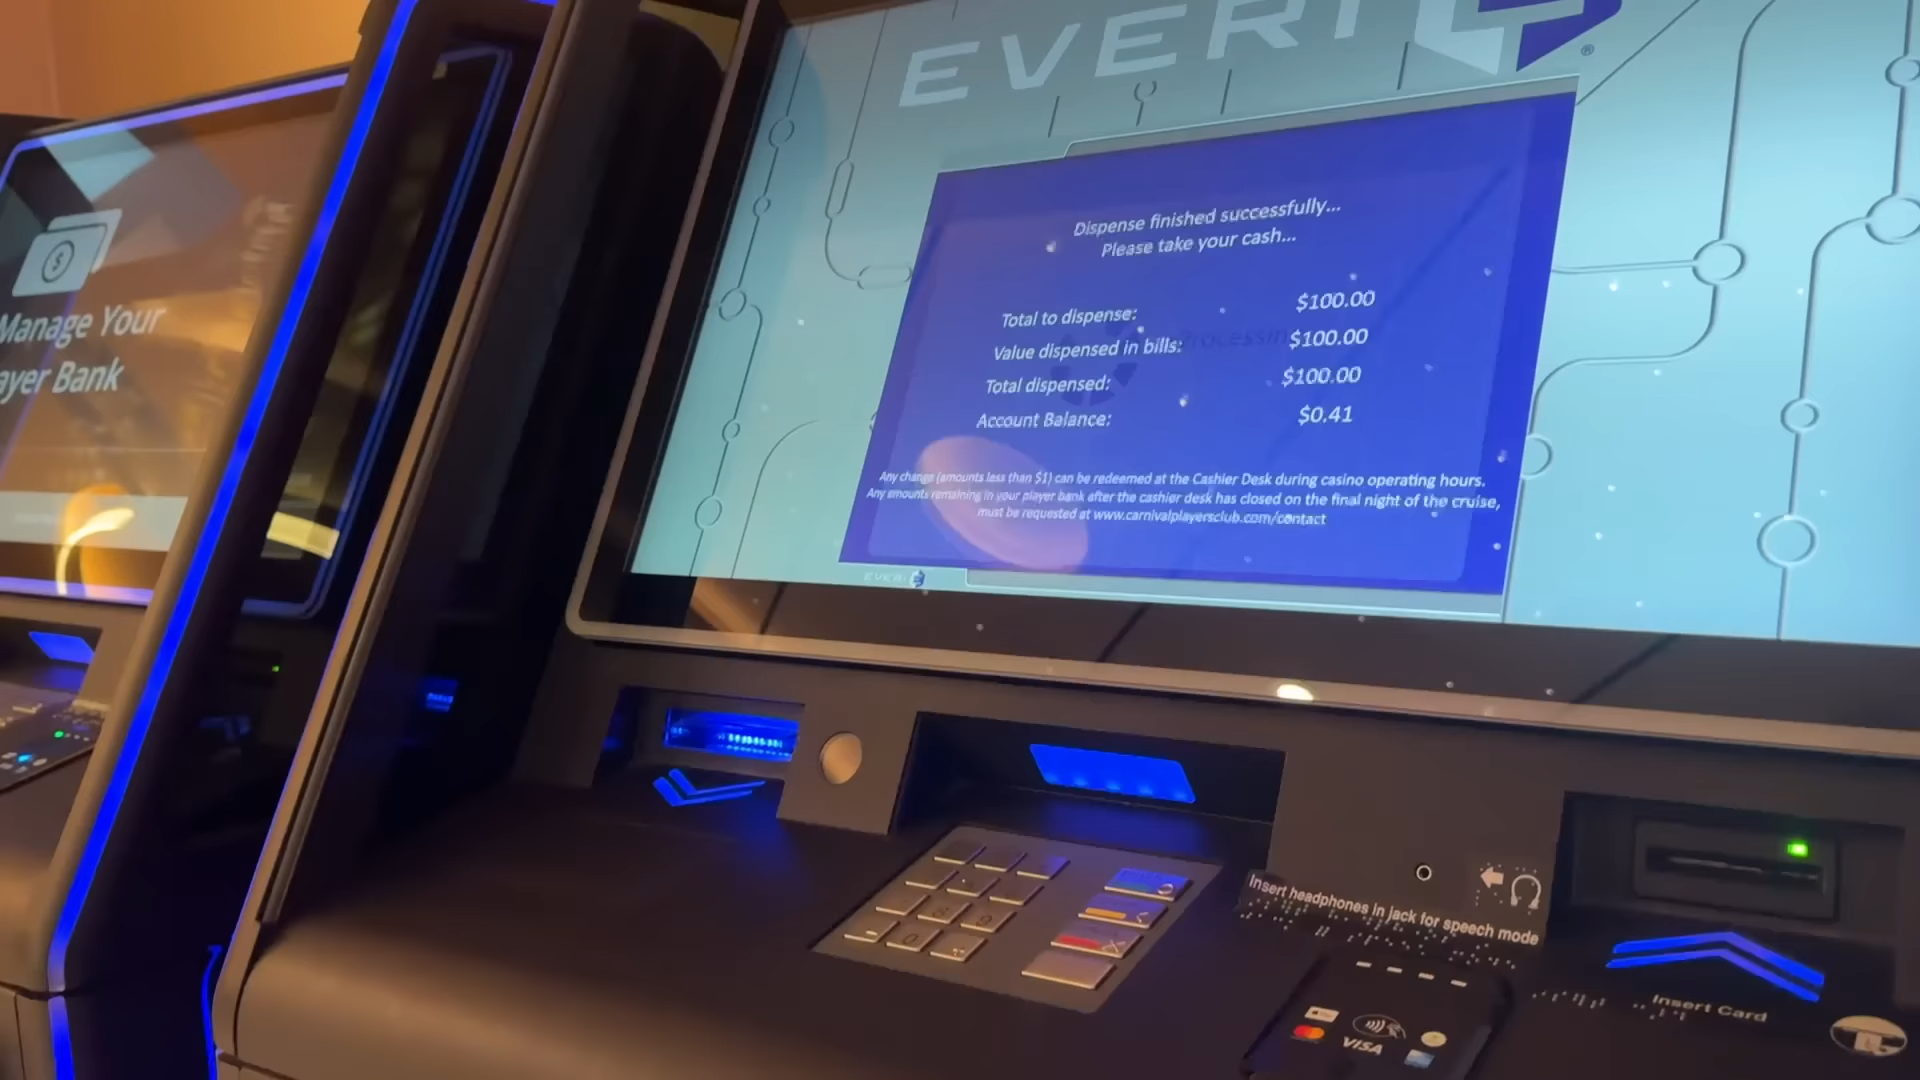 EVERI
®
Dispense finished successfully...
Please take your cash...
Total to dispense: $100.00
Value dispensed in bills: $100.00
Total dispensed: $100.00
Account Balance: $0.41
Any change (amounts less than $1) can be redeemed at the Cashier Desk during casino operating hours.
Any amounts remaining in your player bank after the cashier desk has closed on the final night of the cruise,
must be requested at www.carnivalplayersclub.com/contact
EVERI
Manage Your
Bank
Insert headphones in jack for speech mode
Insert Card
VISA